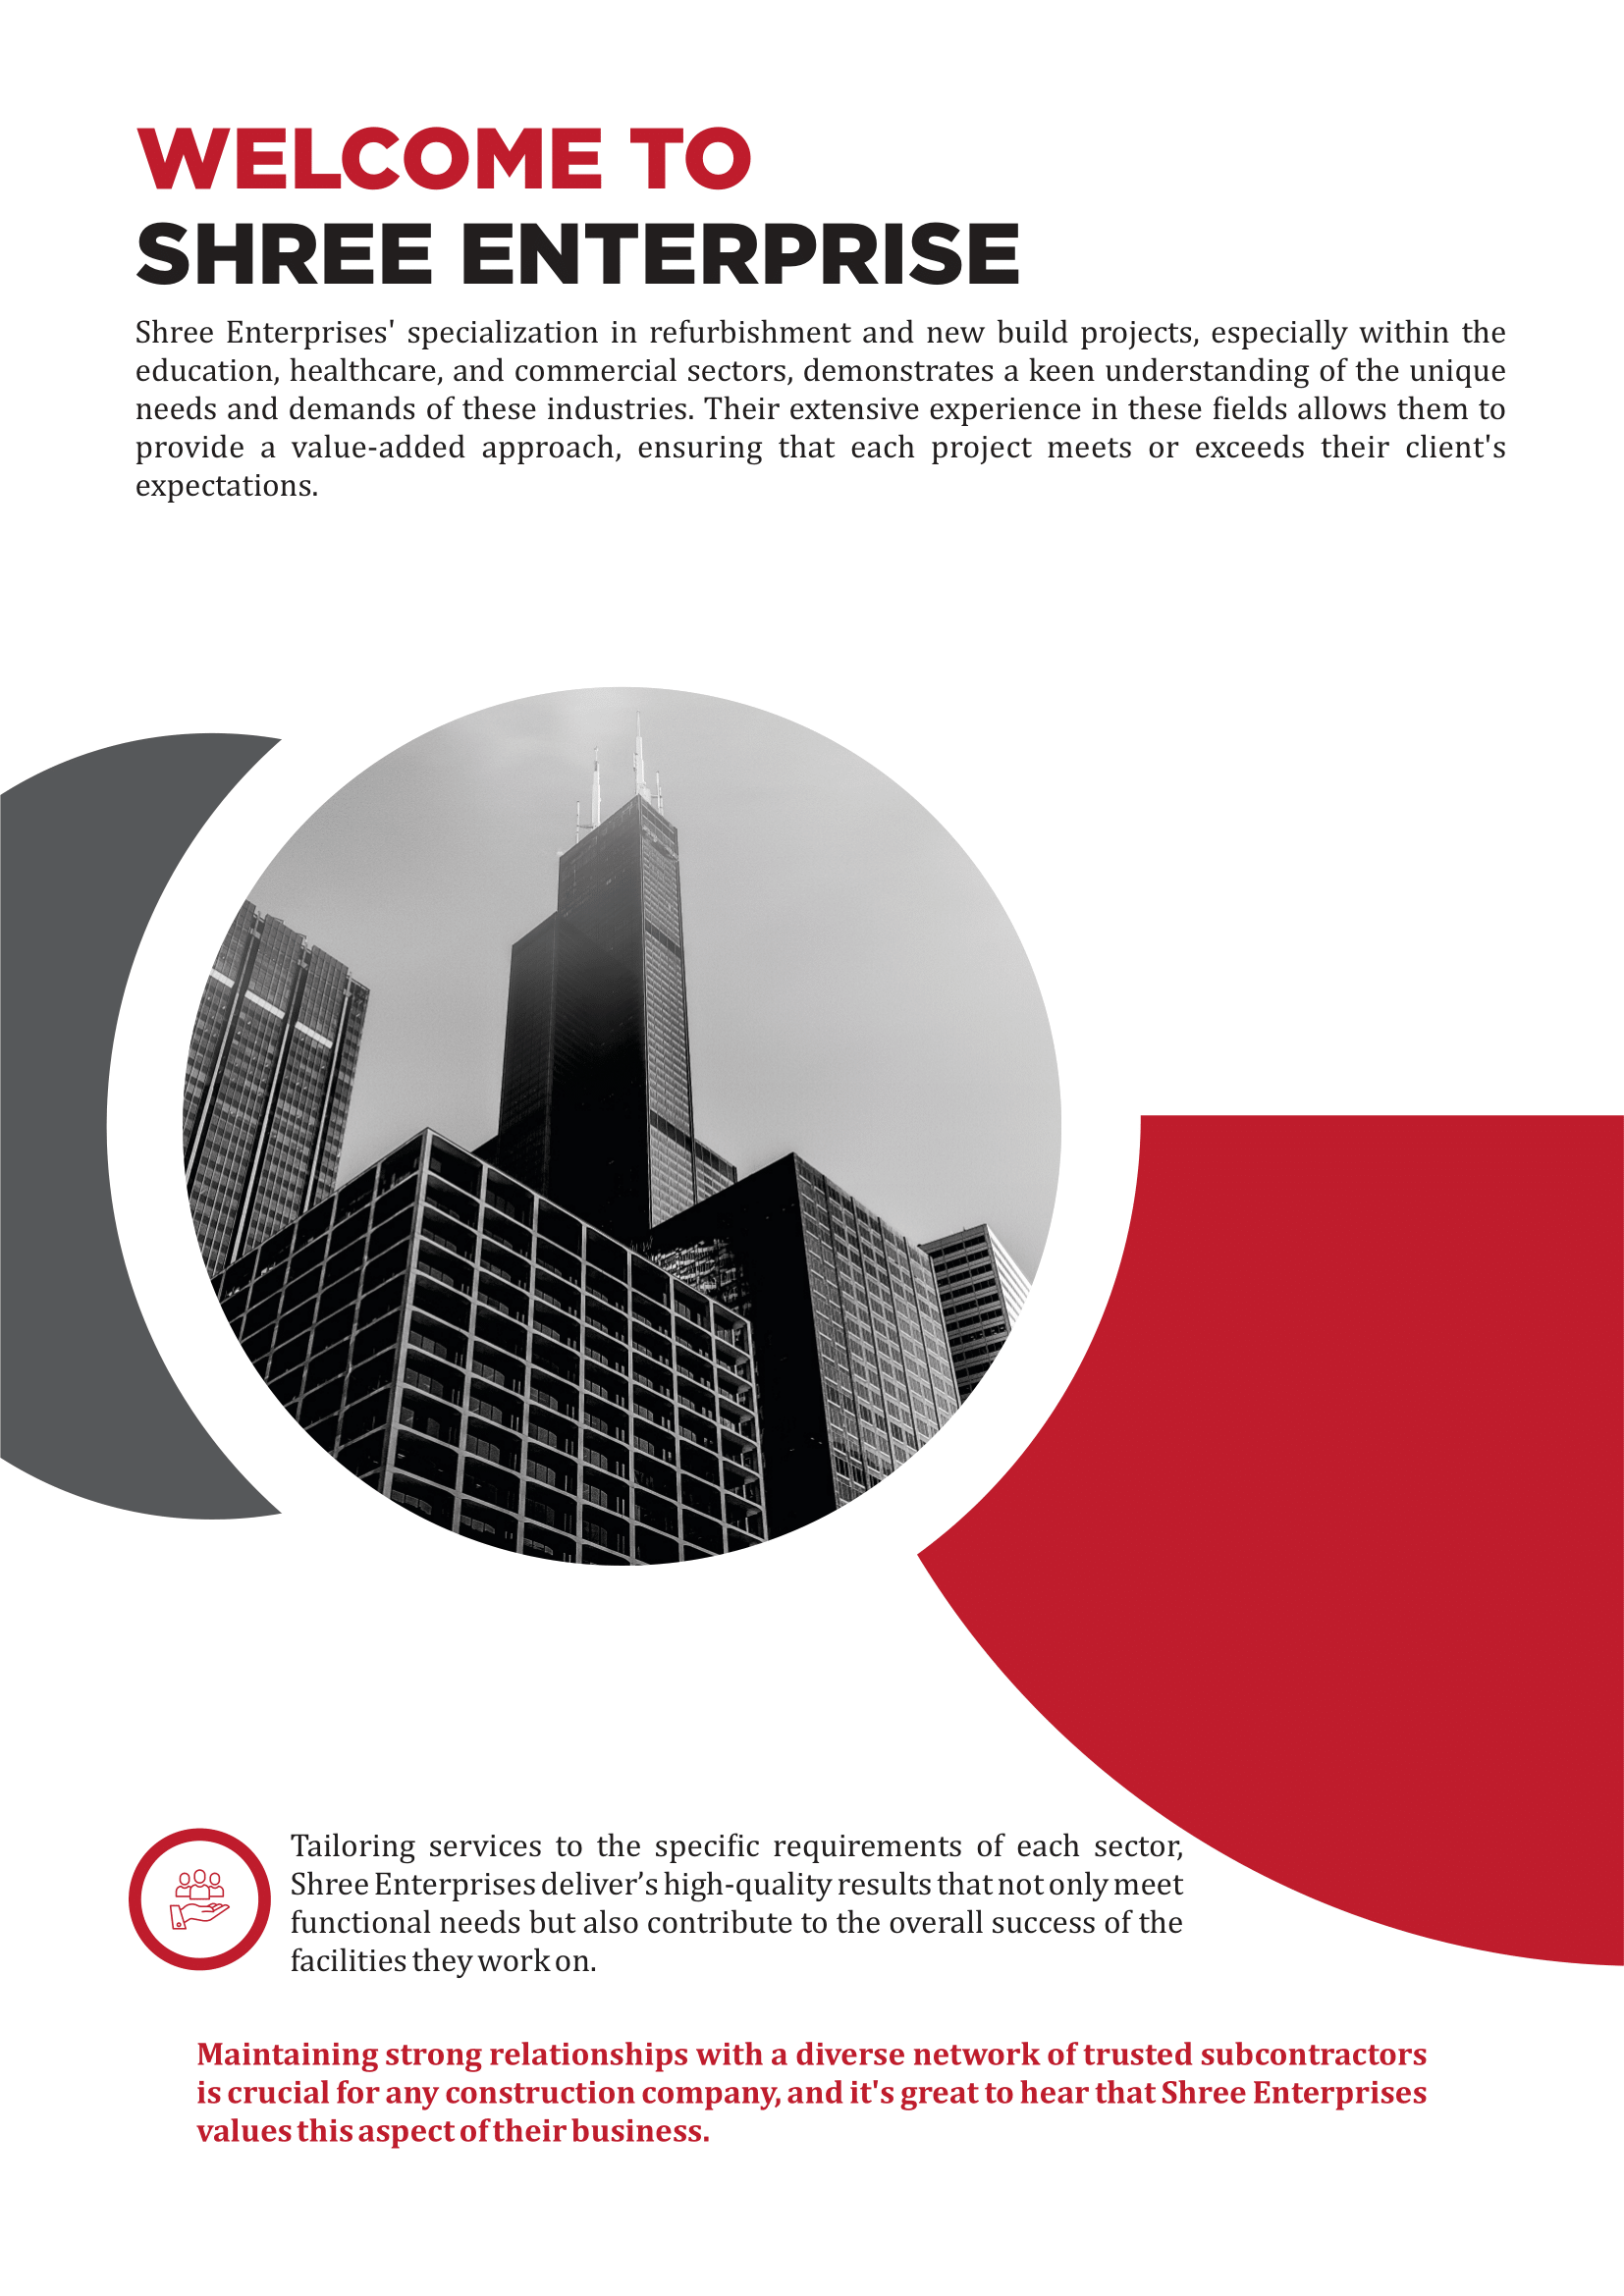 WELCOME TO
SHREE ENTERPRISE
Shree Enterprises' specialization in refurbishment and new build projects, especially within the
education, healthcare, and commercial sectors, demonstrates a keen understanding of the unique
needs and demands of these industries. Their extensive experience in these fields allows them to
provide a value-added approach, ensuring that each project meets or exceeds their client's
expectations.
Tailoring services to the specific requirements of each sector,
Shree Enterprises deliver’s high-quality results that not only meet
functional needs but also contribute to the overall success of the
facilities they work on.
Maintaining strong relationships with a diverse network of trusted subcontractors
is crucial for any construction company, and it's great to hear that Shree Enterprises
values this aspect of their business.